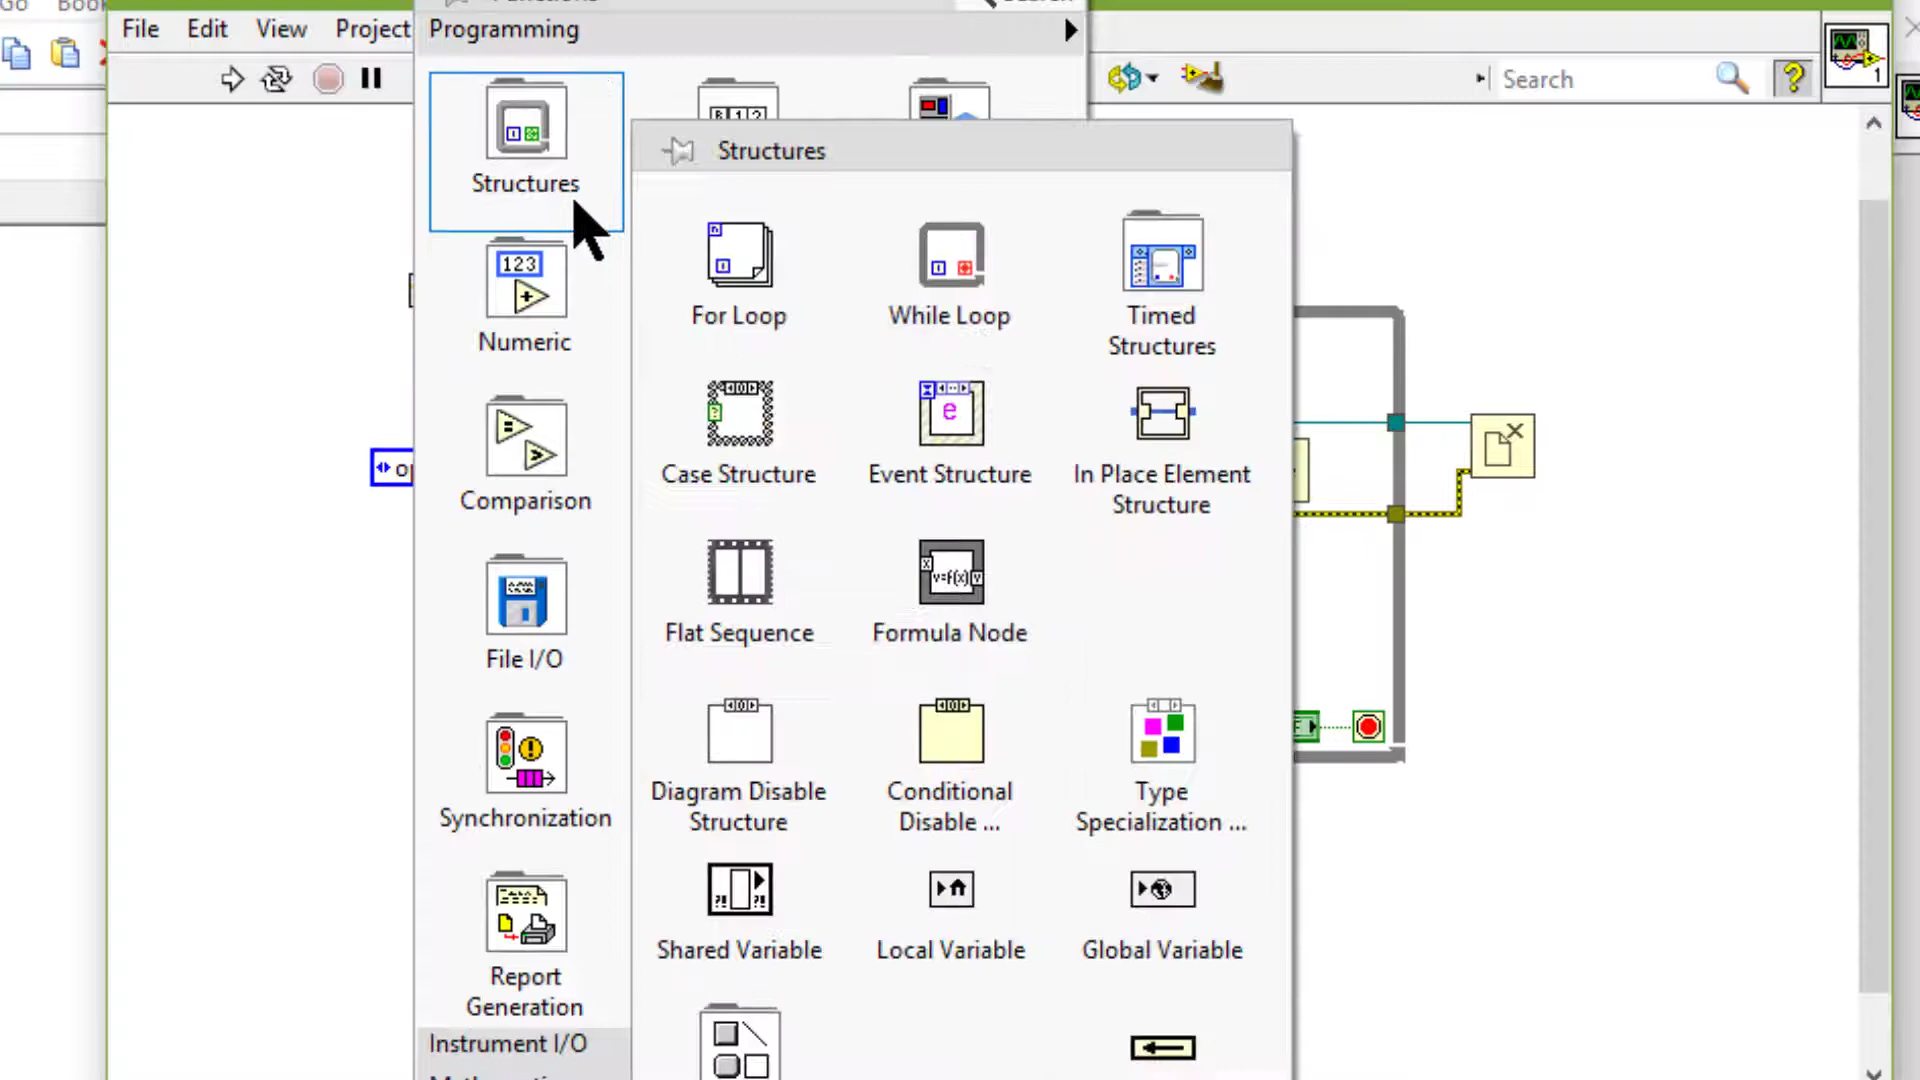 File Edit View Project
Programming
Search
Structures
Structures
For Loop
While Loop
Timed
Structures
123
Numeric
Case Structure
Event Structure
In Place Element
Structure
Comparison
Flat Sequence
Formula Node
File I/O
Diagram Disable
Structure
Conditional
Disable ...
Type
Specialization ...
Synchronization
Shared Variable
Local Variable
Global Variable
Report
Generation
Instrument I/O